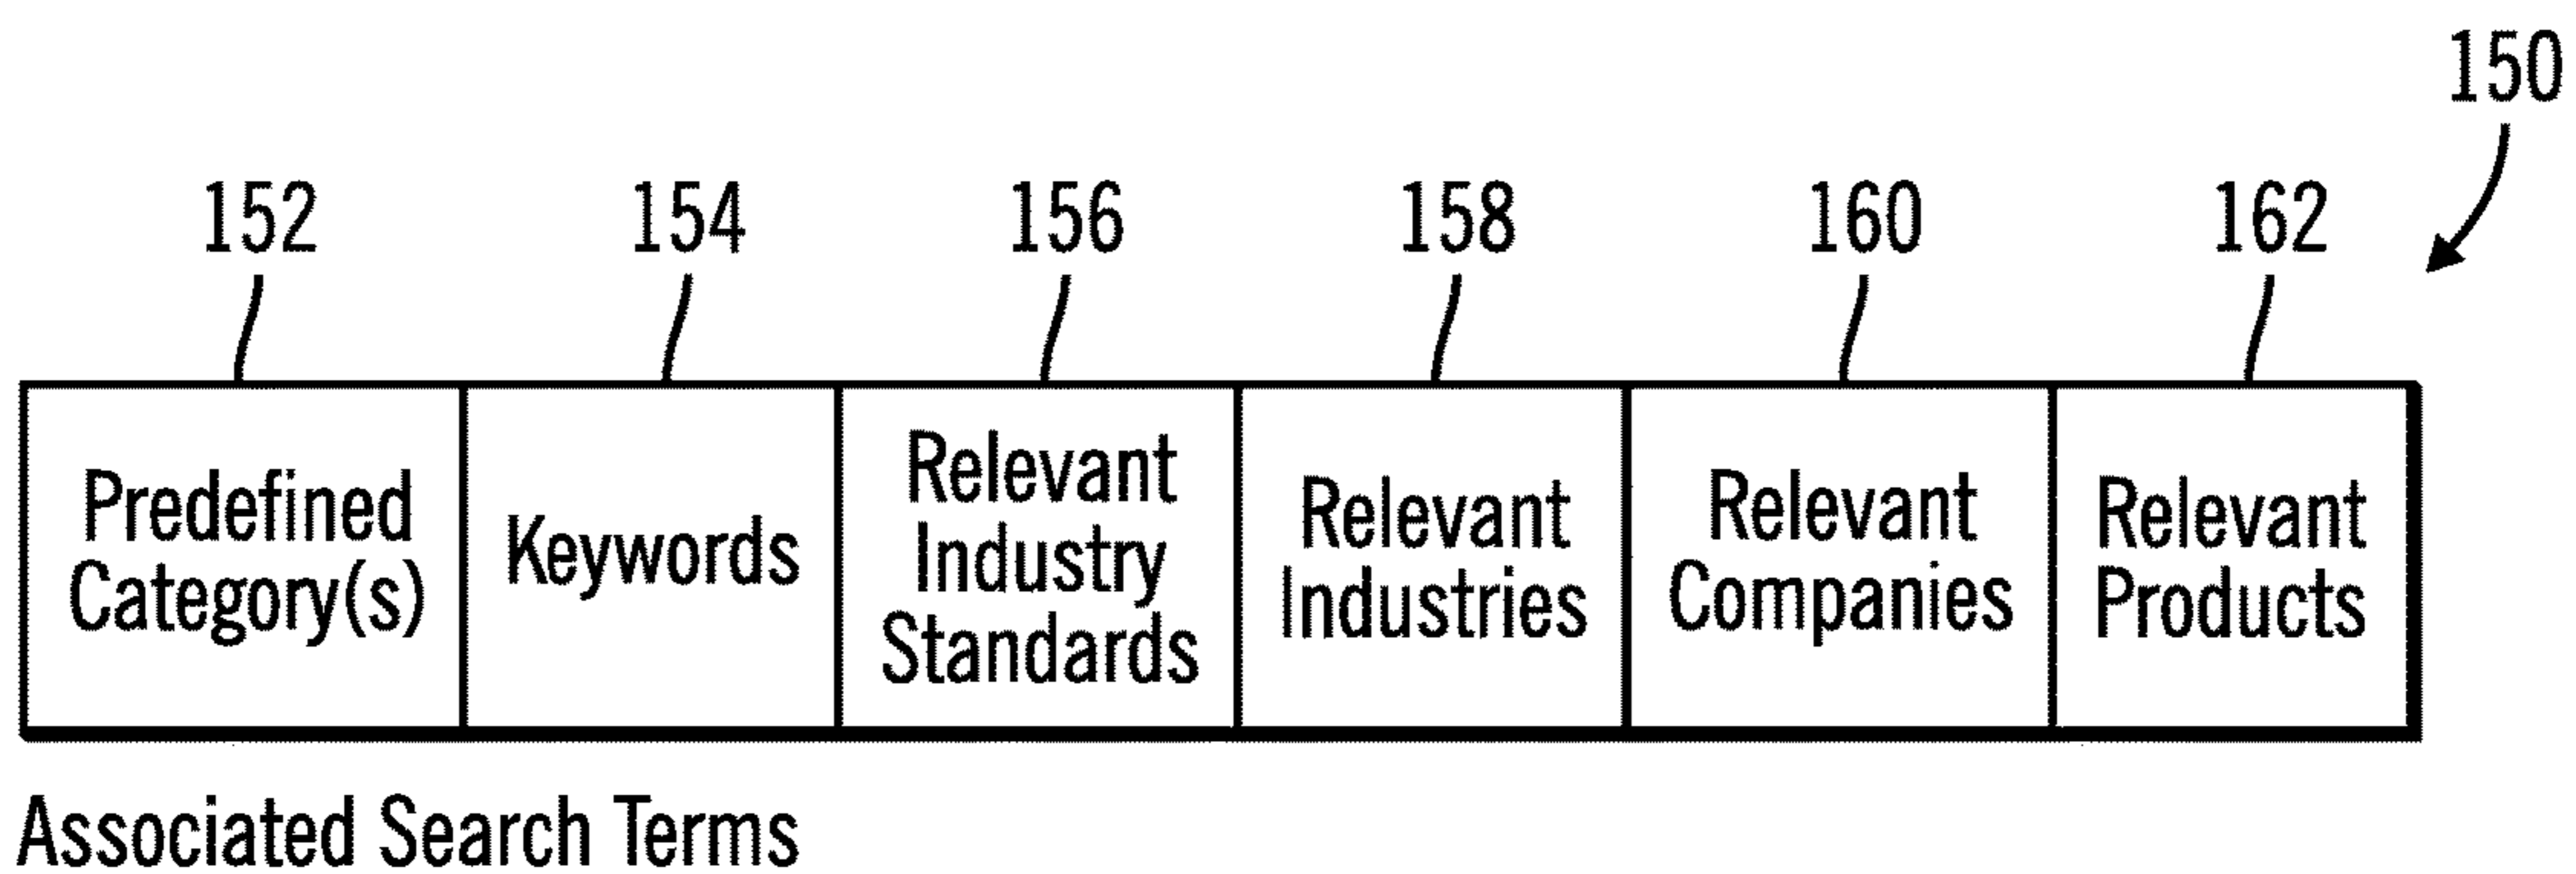 150
152 154 156 158 160 162
Predefined
Category(s)
Keywords
Relevant
Industry
Standards
Relevant
Industries
Relevant
Companies
Relevant
Products
Associated Search Terms